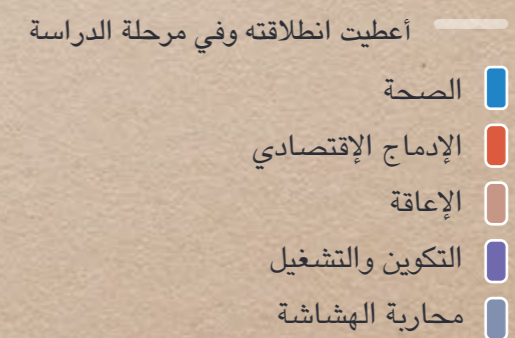 أعطيت انطلاقته وفي مرحلة الدراسة
الصحة
الإدماج الإقتصادي
الإعاقة
التكوين والتشغيل
محاربة الهشاشة